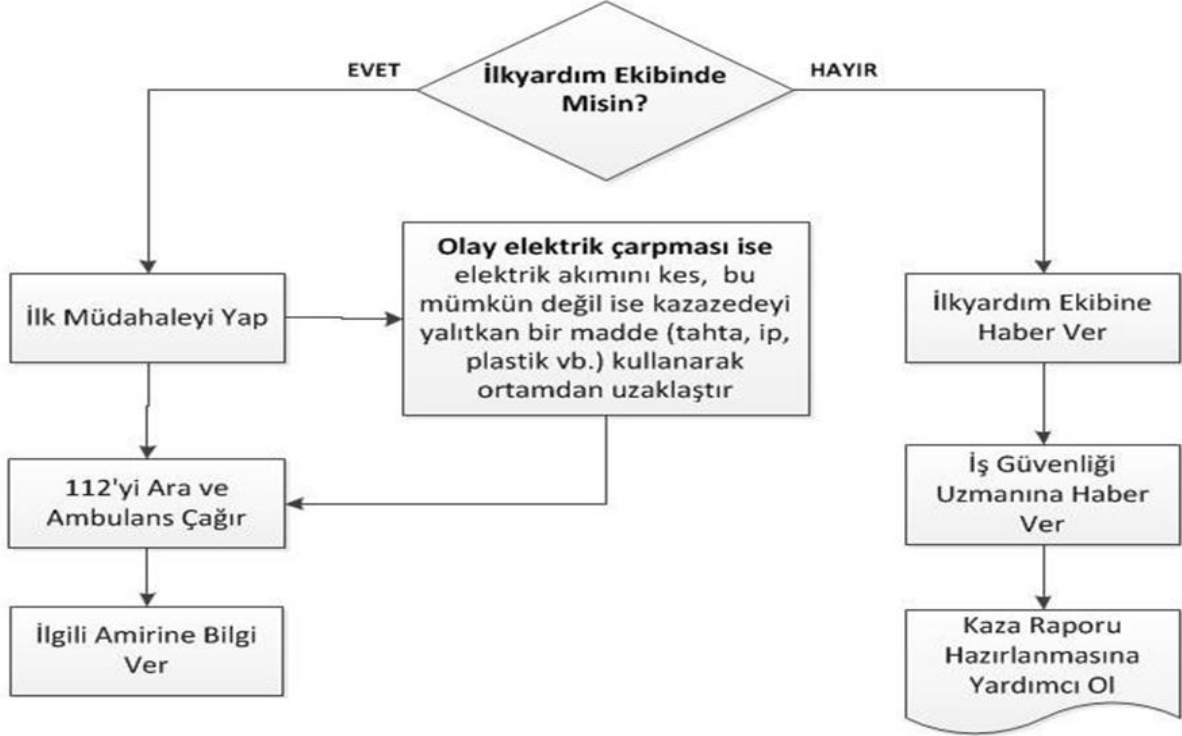 İlkyardım Ekibinde
Misin?
EVET
HAYIR
İlk Müdahaleyi Yap
Olay elektrik çarpması ise
elektrik akımını kes, bu
mümkün değil ise kazazedeyi
yalıtkan bir madde (tahta, ip,
plastik vb.) kullanarak
ortamdan uzaklaştır
112'yi Ara ve
Ambulans Çağır
İlgili Amirine Bilgi
Ver
İlkyardım Ekibine
Haber Ver
İş Güvenliği
Uzmanına Haber
Ver
Kaza Raporu
Hazırlanmasına
Yardımcı Ol